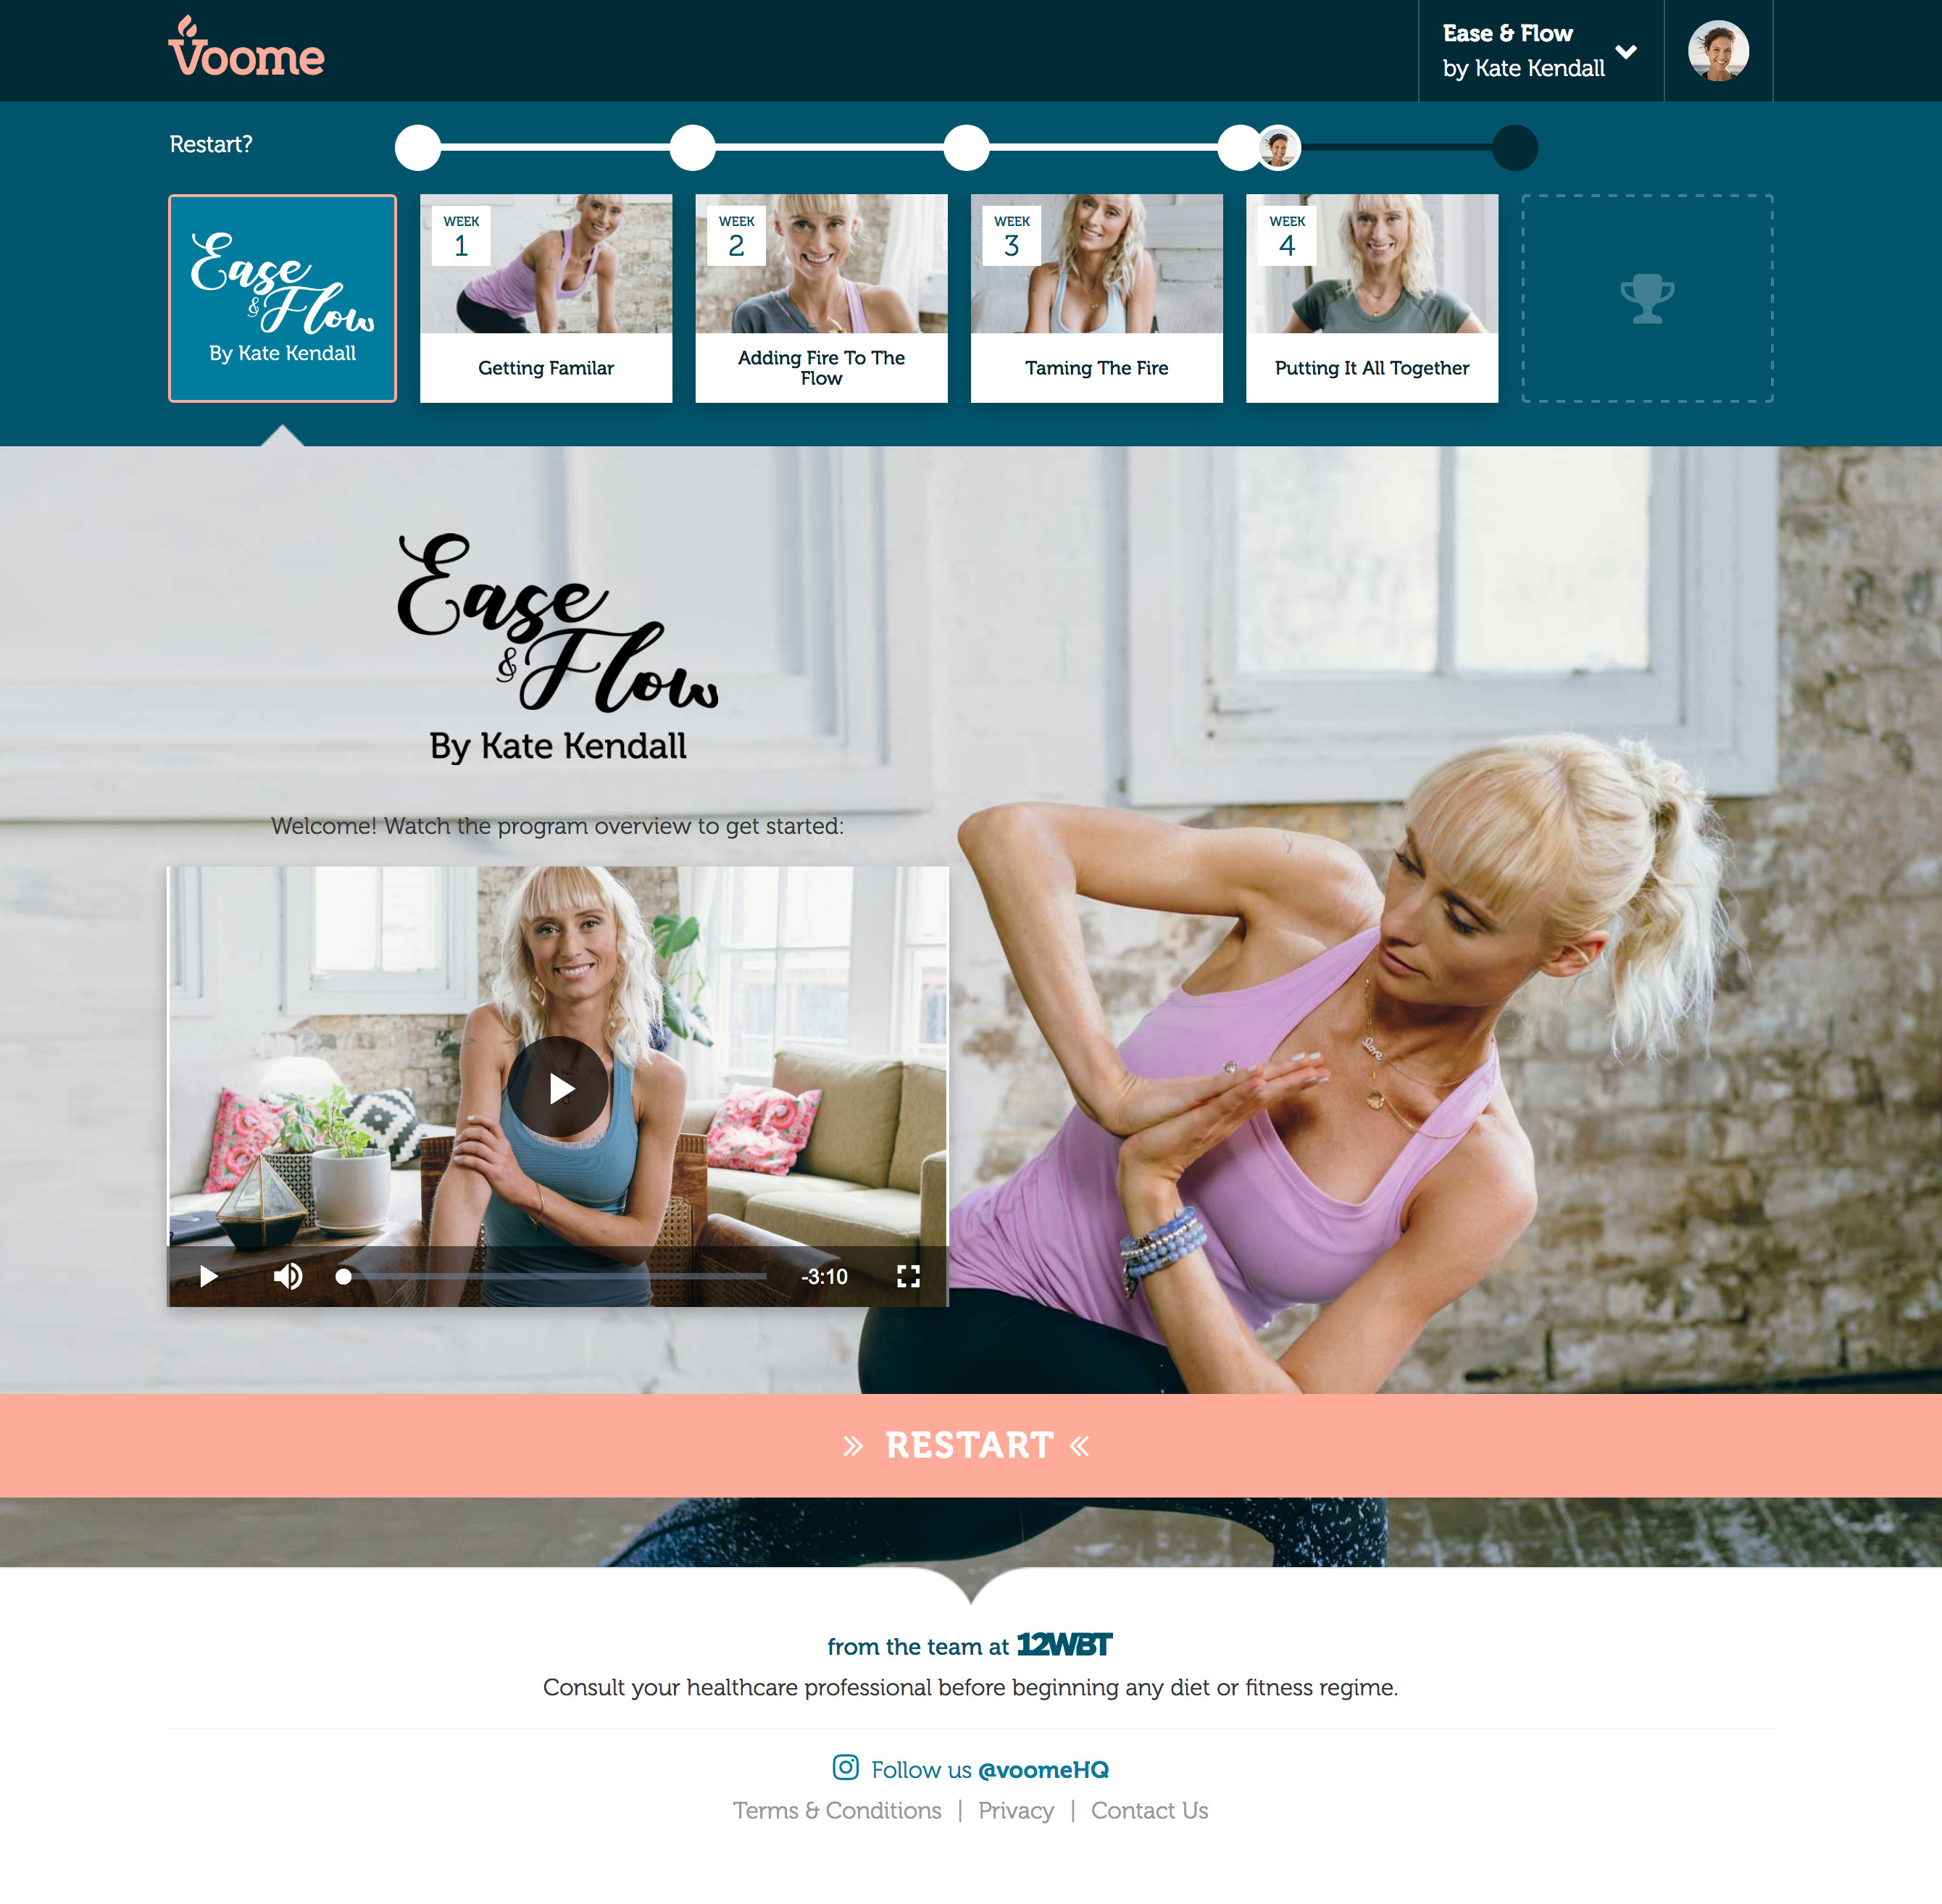 Voome
Ease & Flow
by Kate Kendall
Restart?
Ease
& Flow
By Kate Kendall
WEEK
1
Getting Familar
WEEK
2
Adding Fire To The
Flow
WEEK
3
Taming The Fire
WEEK
4
Putting It All Together
Ease
& Flow
By Kate Kendall
Welcome! Watch the program overview to get started:
love
-3:10
» RESTART «
from the team at 12WBT
Consult your healthcare professional before beginning any diet or fitness regime.
Follow us @voomeHQ
Terms & Conditions | Privacy | Contact Us